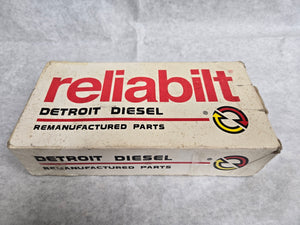 reliabilt®
DETROIT DIESEL ®
REMANUFACTURED PARTS
DETROIT DIESEL ®
REMANUFACTURED PARTS